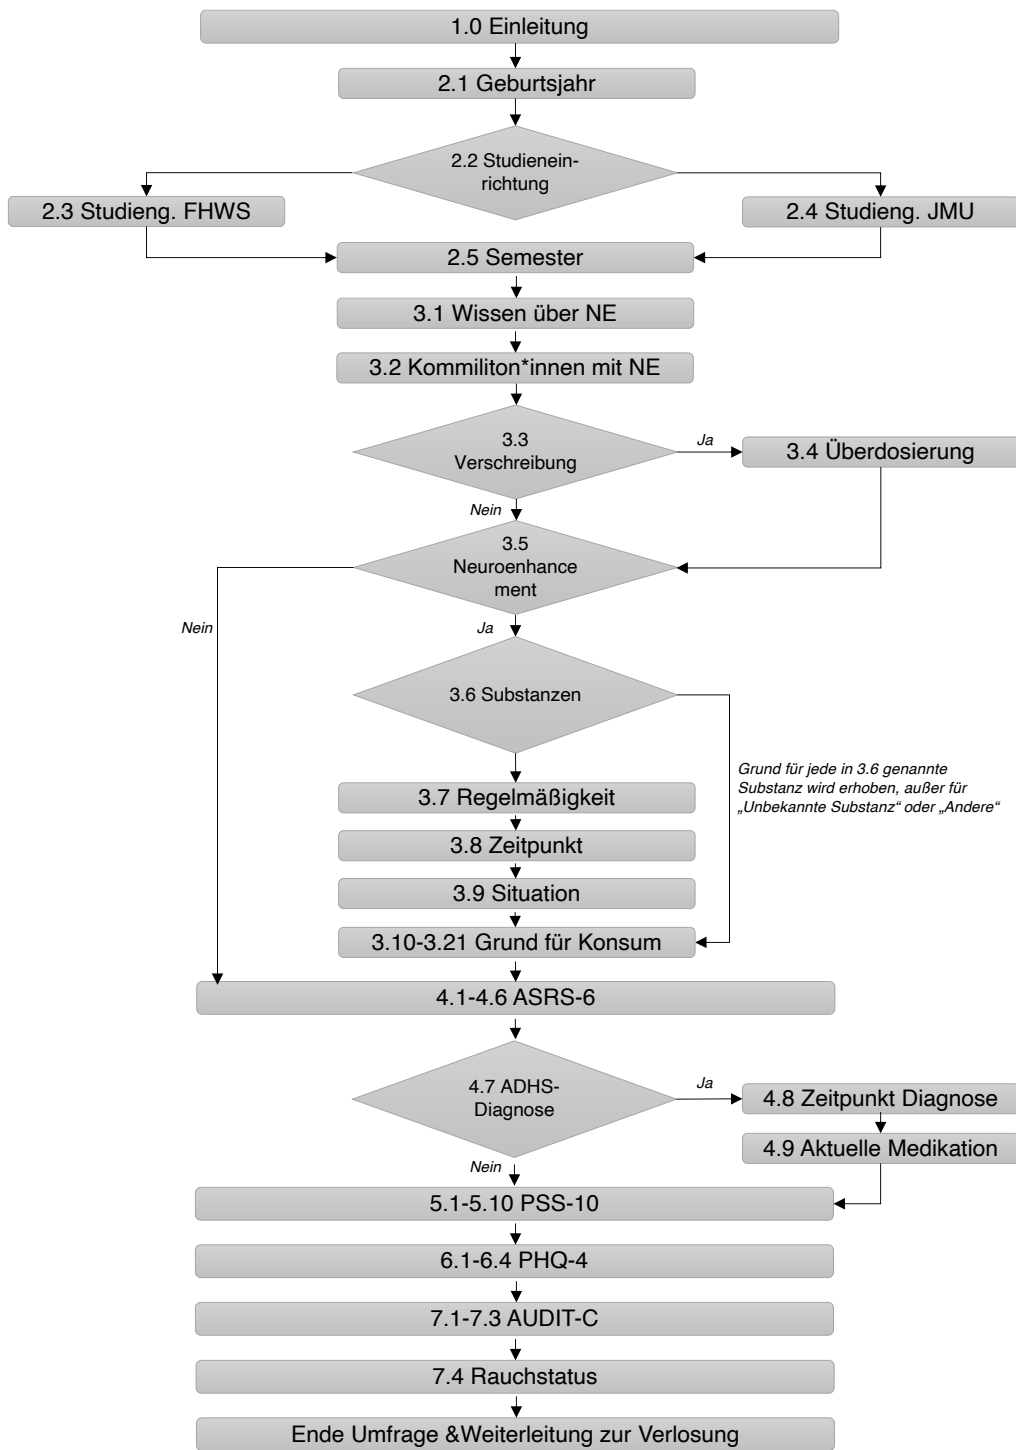 1.0 Einleitung
2.1 Geburtsjahr
2.2 Studienein-
richtung
2.3 Studieng. FHWS
2.4 Studieng. JMU
2.5 Semester
3.1 Wissen über NE
3.2 Kommiliton*innen mit NE
3.3
Verschreibung
Ja
3.4 Überdosierung
Nein
3.5
Neuroenhance
ment
Nein
Ja
3.6 Substanzen
Grund für jede in 3.6 genannte
Substanz wird erhoben, außer für
„Unbekannte Substanz“ oder „Andere“
3.7 Regelmäßigkeit
3.8 Zeitpunkt
3.9 Situation
3.10-3.21 Grund für Konsum
4.1-4.6 ASRS-6
4.7 ADHS-
Diagnose
Ja
4.8 Zeitpunkt Diagnose
4.9 Aktuelle Medikation
Nein
5.1-5.10 PSS-10
6.1-6.4 PHQ-4
7.1-7.3 AUDIT-C
7.4 Rauchstatus
Ende Umfrage &Weiterleitung zur Verlosung